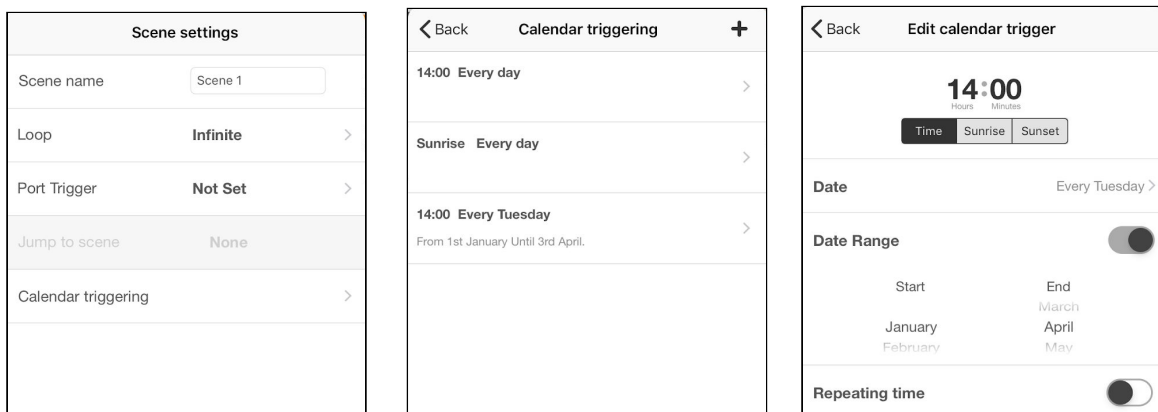 Scene settings
Scene name Scene 1
Loop Infinite
Port Trigger Not Set
Jump to scene None
Calendar triggering
Back Calendar triggering +
14:00 Every day
Sunrise Every day
14:00 Every Tuesday
From 1st January Until 3rd April.
Back Edit calendar trigger
14:00
Hours Minutes
Time Sunrise Sunset
Date Every Tuesday
Date Range
Start End
March
January April
February May
Repeating time